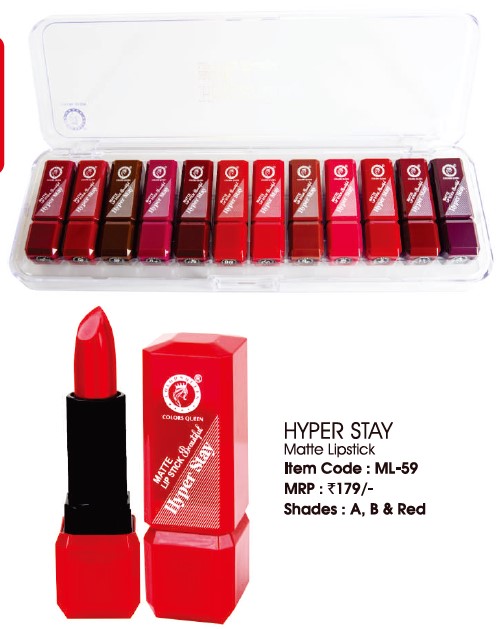 COLORS QUEEN
MATTE
LIP STICK Beautiful
Hyper Stay
HYPER STAY
Matte Lipstick
Item Code : ML-59
MRP : ₹179/-
Shades : A, B & Red